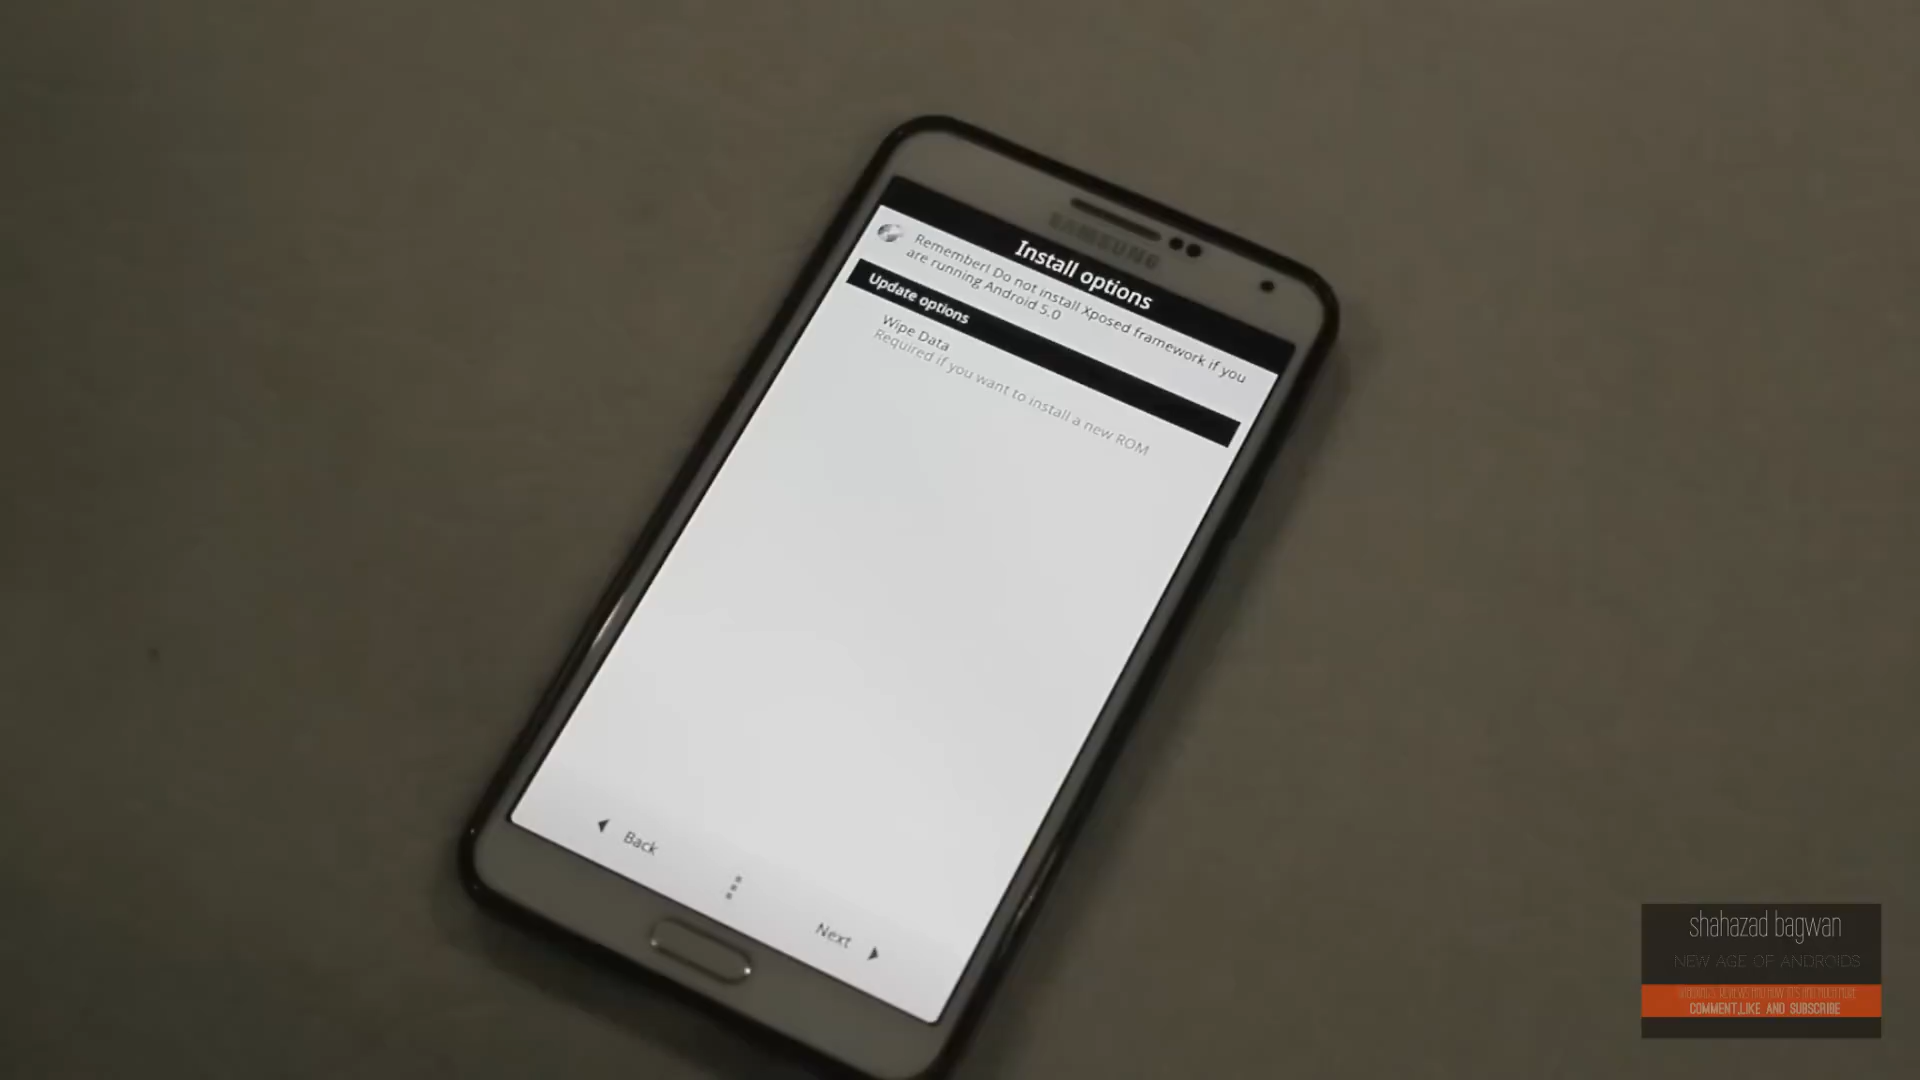 SAMSUNG
Install options
Remember! Do not install Xposed framework if you
are running Android 5.0
Update options
Wipe Data
Required if you want to install a new ROM
Back
Next
shahazad bagwan
NEW AGE OF ANDROIDS
COMMENT,LIKE AND SUBSCRIBE